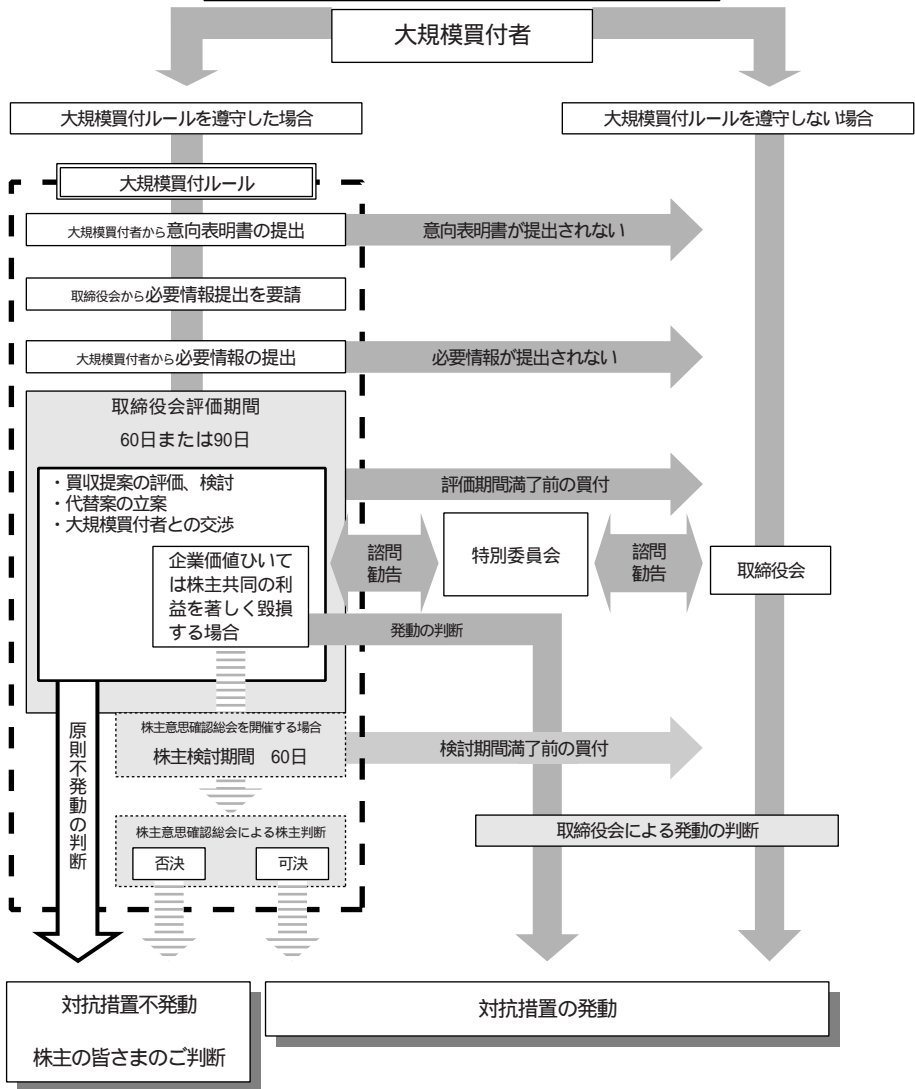 大規模買付者
大規模買付ルールを遵守した場合
大規模買付ルールを遵守しない場合
大規模買付ルール
大規模買付者から意向表明書の提出
意向表明書が提出されない
取締役会から必要情報提出を要請
大規模買付者から必要情報の提出
必要情報が提出されない
取締役会評価期間
60日または90日
・買収提案の評価、検討
・代替案の立案
・大規模買付者との交渉
評価期間満了前の買付
企業価値ひいて
は株主共同の利
益を著しく毀損
する場合
諮問
勧告
特別委員会
諮問
勧告
取締役会
発動の判断
原則不発動の判断
株主意思確認総会を開催する場合
株主検討期間 60日
検討期間満了前の買付
株主意思確認総会による株主判断
否決
可決
取締役会による発動の判断
対抗措置不発動
株主の皆さまのご判断
対抗措置の発動